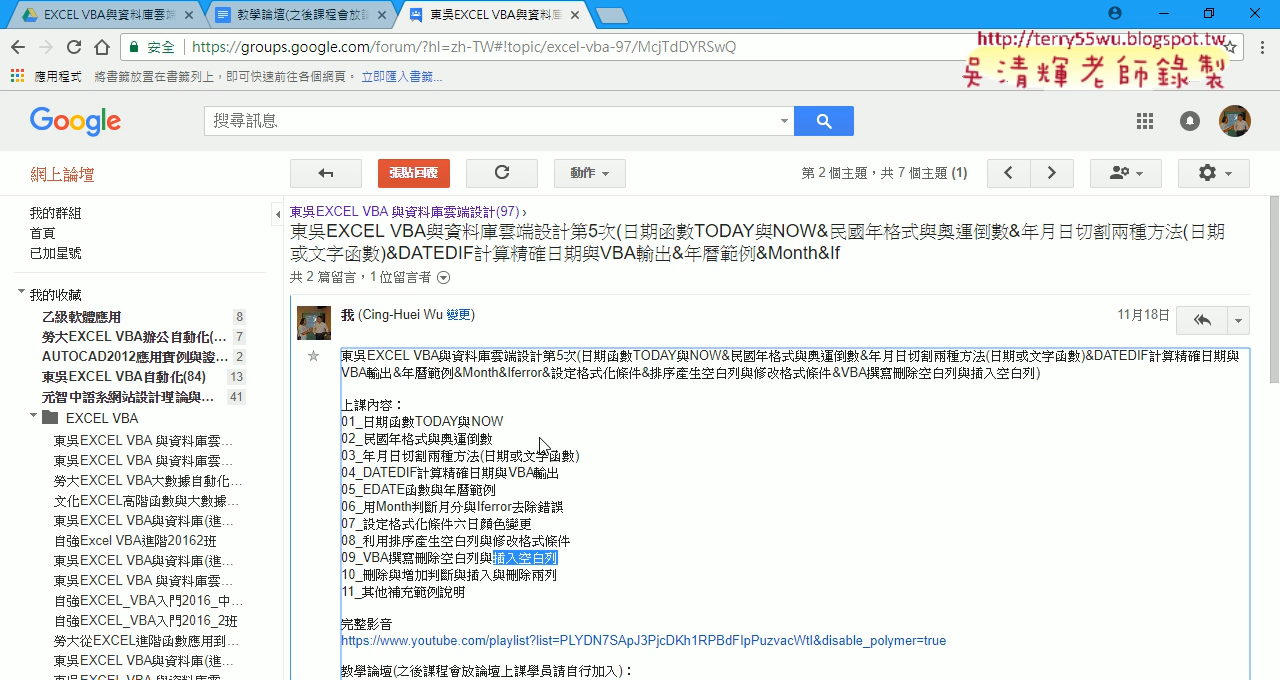 EXCEL VBA與資料庫雲端
教學論壇(之後課程會放論
東吳EXCEL VBA與資料庫
安全
https://groups.google.com/forum/?hl=zh-TW#!topic/excel-vba-97/McjTdDYRSwQ
http://terry55wu.blogspot.tw
吳清輝老師錄製
應用程式
將書籤放置在書籤列上，即可快速前往各個網頁。
立即匯入書籤...
Google
搜尋訊息
網上論壇
張貼回覆
動作
第 2 個主題，共 7 個主題 (1)
我的群組
首頁
已加星號
我的收藏
乙級軟體應用 8
勞大EXCEL VBA辦公自動化(... 7
AUTOCAD2012應用實例與證... 2
東吳EXCEL VBA自動化(84) 13
元智中語系網站設計理論與... 41
EXCEL VBA
東吳EXCEL VBA 與資料庫雲...
東吳EXCEL VBA 與資料庫雲...
勞大EXCEL VBA大數據自動化...
文化EXCEL高階函數與大數據...
東吳EXCEL VBA與資料庫(進...
自強Excel VBA進階20162班
東吳EXCEL VBA與資料庫(進...
東吳EXCEL VBA 與資料庫雲...
自強EXCEL_VBA入門2016_中...
自強EXCEL_VBA入門2016_2班
勞大從EXCEL進階函數應用到...
東吳EXCEL VBA與資料庫(進...
東吳EXCEL VBA 與資料庫雲...
東吳EXCEL VBA 與資料庫雲端設計(97) ›
東吳EXCEL VBA與資料庫雲端設計第5次(日期函數TODAY與NOW&民國年格式與奧運倒數&年月日切割兩種方法(日期
或文字函數)&DATEDIF計算精確日期與VBA輸出&年曆範例&Month&If
共 2 篇留言，1 位留言者
我 (Cing-Huei Wu 變更)
11月18日
東吳EXCEL VBA與資料庫雲端設計第5次(日期函數TODAY與NOW&民國年格式與奧運倒數&年月日切割兩種方法(日期或文字函數)&DATEDIF計算精確日期與
VBA輸出&年曆範例&Month&Iferror&設定格式化條件&排序產生空白列與修改格式條件&VBA撰寫刪除空白列與插入空白列)
上課內容：
01_日期函數TODAY與NOW
02_民國年格式與奧運倒數
03_年月日切割兩種方法(日期或文字函數)
04_DATEDIF計算精確日期與VBA輸出
05_EDATE函數與年曆範例
06_用Month判斷月分與Iferror去除錯誤
07_設定格式化條件六日顏色變更
08_利用排序產生空白列與修改格式條件
09_VBA撰寫刪除空白列與插入空白列
10_刪除與增加判斷與插入與刪除兩列
11_其他補充範例說明
完整影音
https://www.youtube.com/playlist?list=PLYDN7SApJ3PjcDKh1RPBdFIpPuzvacWtI&disable_polymer=true
教學論壇(之後課程會放論壇上課學員請自行加入)：